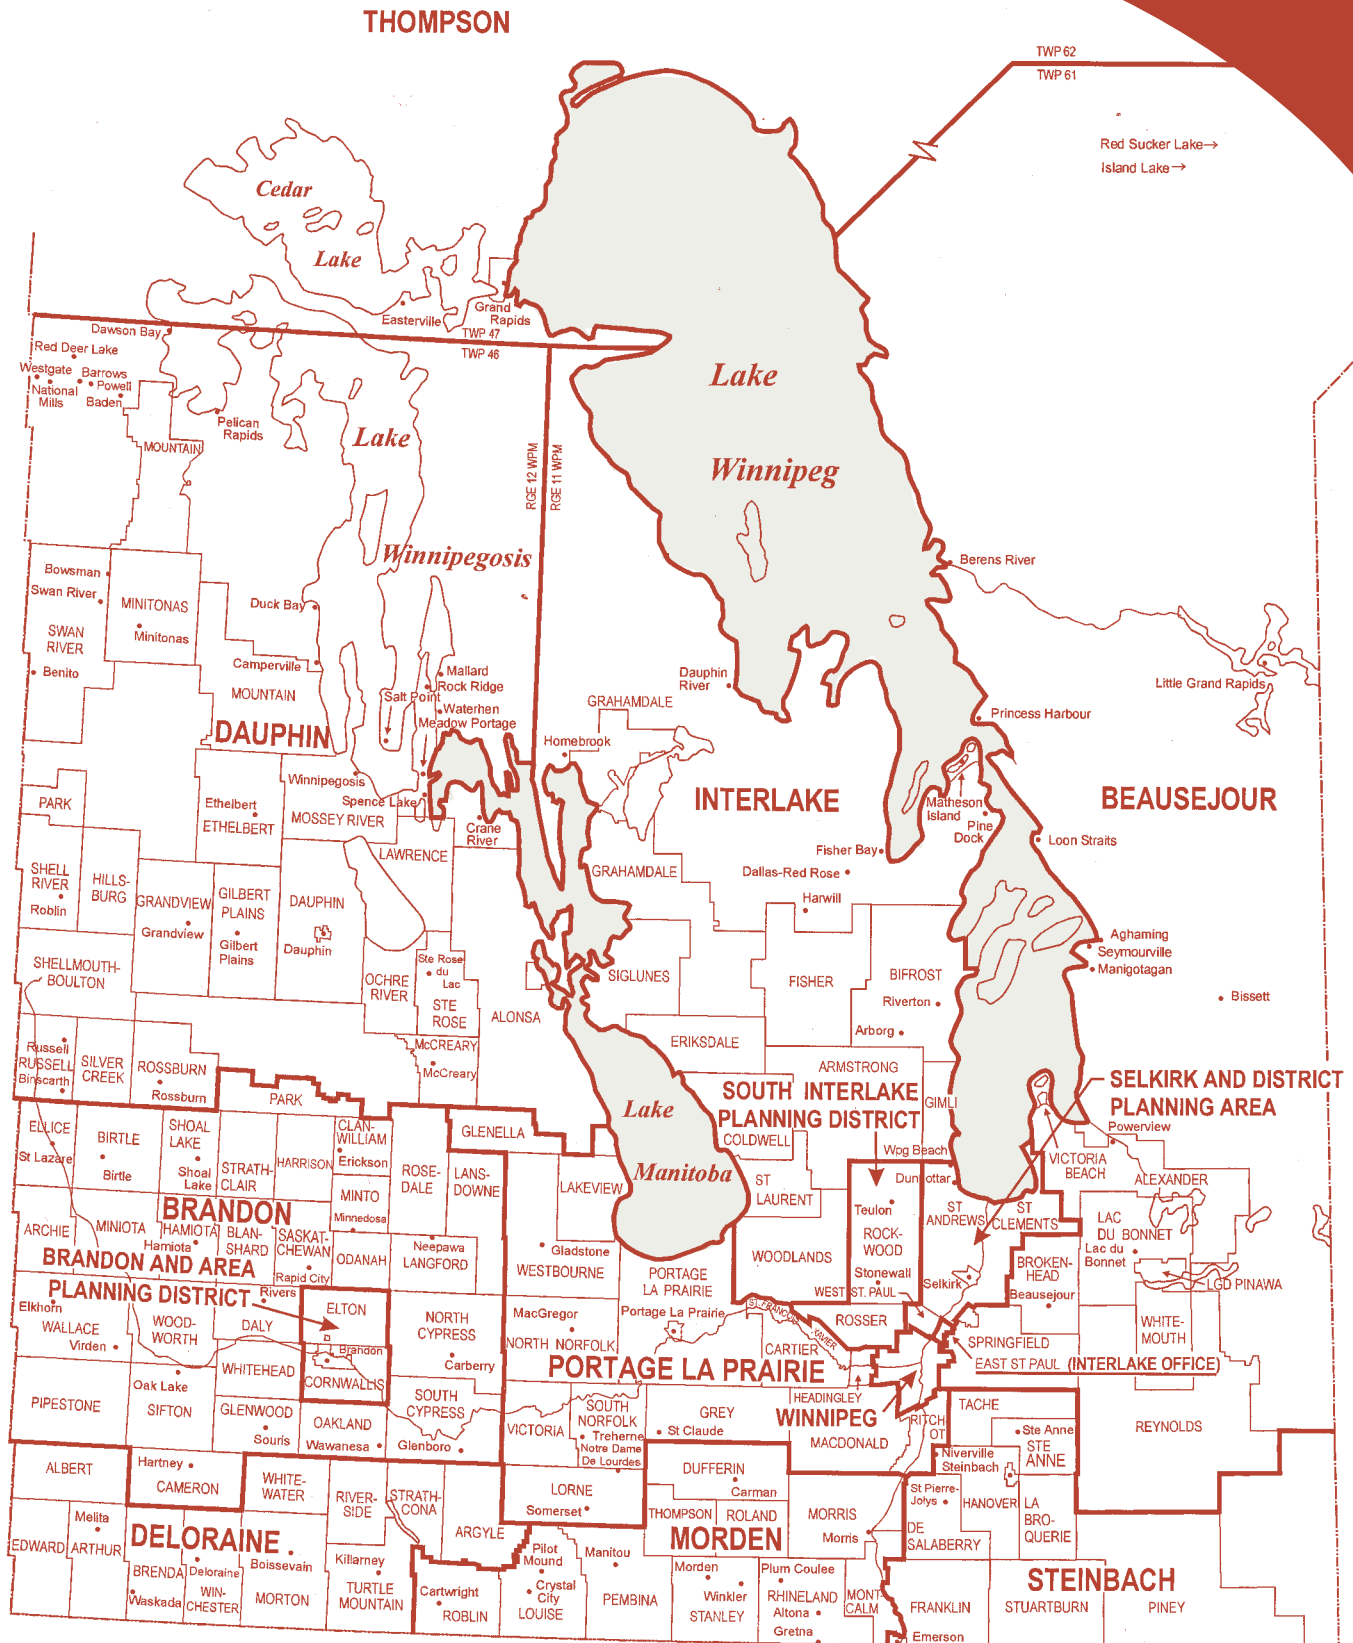 THOMPSON
TWP 62
TWP 61
Red Sucker Lake→
Island Lake→
Cedar
Lake
Easterville
Grand
Rapids
TWP 47
TWP 46
Dawson Bay
Red Deer Lake
Westgate
Barrows
National
Mills
Powell
Baden
Pelican
Rapids
MOUNTAIN
Lake
Winnipegosis
RGE 12 WPM
RGE 11 WPM
Lake
Winnipeg
Berens River
Bowsman
Swan River
MINITONAS
Minitonas
SWAN
RIVER
Benito
Duck Bay
Camperville
MOUNTAIN
Mallard
Rock Ridge
Salt Point
Waterhen
Meadow Portage
Dauphin
River
Little Grand Rapids
Princess Harbour
GRAHAMDALE
Homebrook
DAUPHIN
INTERLAKE
BEAUSEJOUR
Winnipegosis
Spence Lake
MOSSEY RIVER
Crane
River
PARK
Ethelbert
ETHELBERT
LAWRENCE
Matheson
Island
Pine
Dock
Loon Straits
Fisher Bay
Dallas-Red Rose
Harwill
GRAHAMDALE
SHELL
RIVER
Roblin
HILLS-
BURG
GRANDVIEW
Grandview
GILBERT
PLAINS
Gilbert
Plains
DAUPHIN
Dauphin
Aghaming
Seymourville
Manigotagan
Bissett
SHELLMOUTH-
BOULTON
OCHRE
RIVER
Ste Rose
du
Lac
STE
ROSE
ALONSA
SIGLUNES
FISHER
BIFROST
Riverton
Arborg
ERIKSDALE
ARMSTRONG
McCREARY
McCreary
Russell
RUSSELL
Binscarth
SILVER
CREEK
ROSSBURN
Rossburn
PARK
SOUTH INTERLAKE
PLANNING DISTRICT
GIMLI
SELKIRK AND DISTRICT
PLANNING AREA
Powerview
Lake
Manitoba
GLENELLA
COLDWELL
Wpg Beach
Dunnottar
VICTORIA
BEACH
ALEXANDER
ELLICE
St Lazare
BIRTLE
Birtle
SHOAL
LAKE
Shoal
Lake
STRATH-
CLAIR
HARRISON
CLAN-
WILLIAM
Erickson
MINTO
Minnedosa
ROSE-
DALE
LANS-
DOWNE
LAKEVIEW
ST
LAURENT
Teulon
ROCK-
WOOD
Stonewall
ST
ANDREWS
ST
CLEMENTS
LAC
DU BONNET
Lac du
Bonnet
LGD PINAWA
BRANDON
ARCHIE
MINIOTA
HAMIOTA
Hamiota
BLAN-
SHARD
SASKAT-
CHEWAN
Rapid City
ODANAH
Neepawa
LANGFORD
Gladstone
WESTBOURNE
PORTAGE
LA PRAIRIE
WOODLANDS
Selkirk
BROKEN-
HEAD
Beausejour
BRANDON AND AREA
PLANNING DISTRICT
Rivers
Elkhorn
WALLACE
Virden
WOOD-
WORTH
DALY
ELTON
NORTH
CYPRESS
Carberry
MacGregor
NORTH NORFOLK
Portage La Prairie
ST. FRANCOIS
XAVIER
WEST ST. PAUL
ROSSER
CARTIER
SPRINGFIELD
WHITE-
MOUTH
EAST ST PAUL (INTERLAKE OFFICE)
WHITEHEAD
Brandon
CORNWALLIS
PORTAGE LA PRAIRIE
HEADINGLEY
WINNIPEG
Oak Lake
PIPESTONE
SIFTON
GLENWOOD
Souris
OAKLAND
Wawanesa
SOUTH
CYPRESS
Glenboro
VICTORIA
SOUTH
NORFOLK
Treherne
Notre Dame
De Lourdes
GREY
St Claude
MACDONALD
RITCH
OT
TACHE
Ste Anne
STE
ANNE
REYNOLDS
Niverville
Steinbach
ALBERT
Hartney
CAMERON
WHITE-
WATER
RIVER-
SIDE
STRATH-
CONA
ARGYLE
LORNE
Somerset
DUFFERIN
Carman
THOMPSON
ROLAND
MORRIS
Morris
St Pierre-
Jolys
HANOVER
LA
BRO-
QUERIE
DE
SALABERRY
Melita
DELORAINE
MORDEN
EDWARD
ARTHUR
BRENDA
Waskada
Deloraine
WIN-
CHESTER
Boissevain
MORTON
Killarney
TURTLE
MOUNTAIN
Cartwright
ROBLIN
Pilot
Mound
Crystal
City
LOUISE
Manitou
PEMBINA
Morden
Winkler
STANLEY
Plum Coulee
RHINELAND
Altona
Gretna
MONT-
CALM
STEINBACH
FRANKLIN
Emerson
STUARTBURN
PINEY